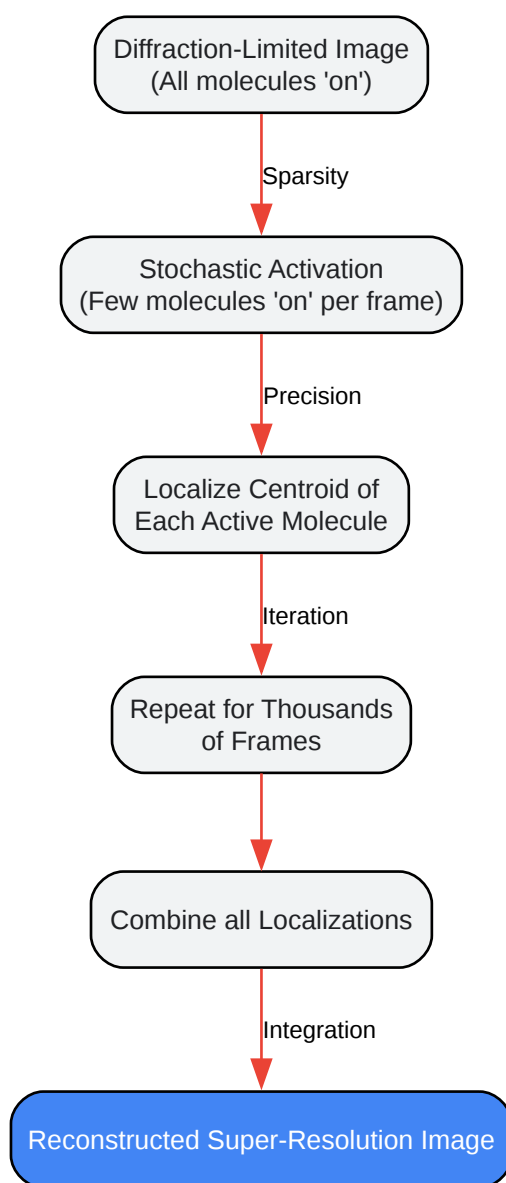 Diffraction-Limited Image
(All molecules 'on')
Sparsity
Stochastic Activation
(Few molecules 'on' per frame)
Precision
Localize Centroid of
Each Active Molecule
Iteration
Repeat for Thousands
of Frames
Combine all Localizations
Integration
Reconstructed Super-Resolution Image